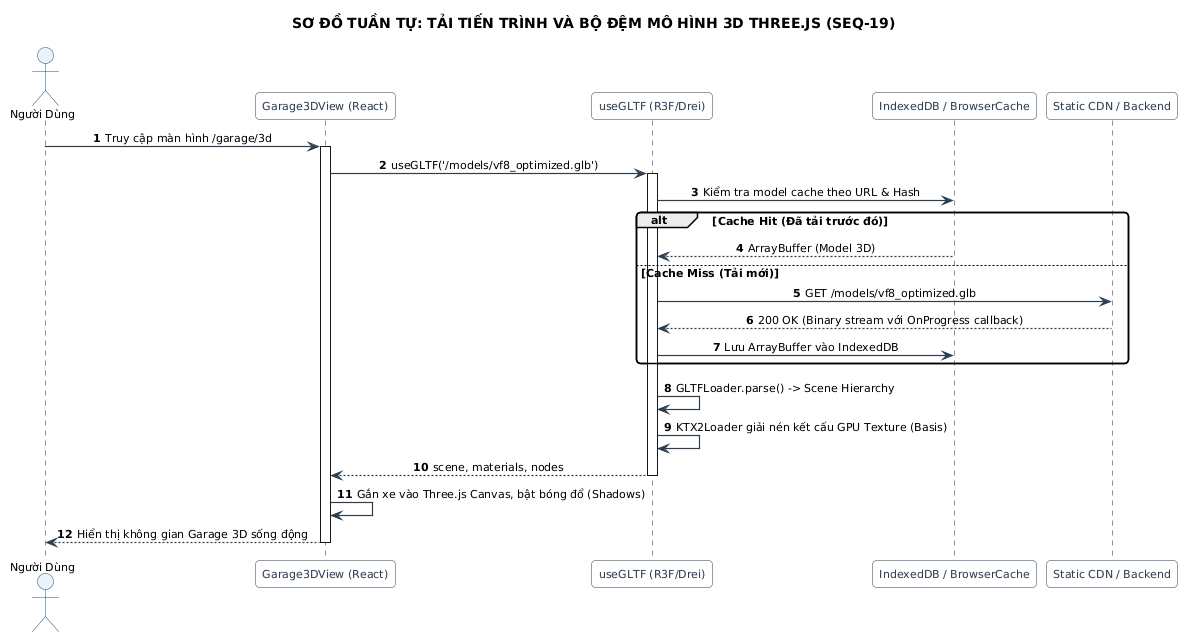 SƠ ĐỒ TUẦN TỰ: TẢI TIẾN TRÌNH VÀ BỘ ĐỆM MÔ HÌNH 3D THREE.JS (SEQ-19)
Người Dùng
Garage3DView (React)
useGLTF (R3F/Drei)
IndexedDB / BrowserCache
Static CDN / Backend
1 Truy cập màn hình /garage/3d
2 useGLTF('/models/vf8_optimized.glb')
3 Kiểm tra model cache theo URL & Hash
alt [Cache Hit (Đã tải trước đó)]
4 ArrayBuffer (Model 3D)
[Cache Miss (Tải mới)]
5 GET /models/vf8_optimized.glb
6 200 OK (Binary stream với OnProgress callback)
7 Lưu ArrayBuffer vào IndexedDB
8 GLTFLoader.parse() -> Scene Hierarchy
9 KTX2Loader giải nén kết cấu GPU Texture (Basis)
10 scene, materials, nodes
11 Gắn xe vào Three.js Canvas, bật bóng đổ (Shadows)
12 Hiển thị không gian Garage 3D sống động
Người Dùng
Garage3DView (React)
useGLTF (R3F/Drei)
IndexedDB / BrowserCache
Static CDN / Backend